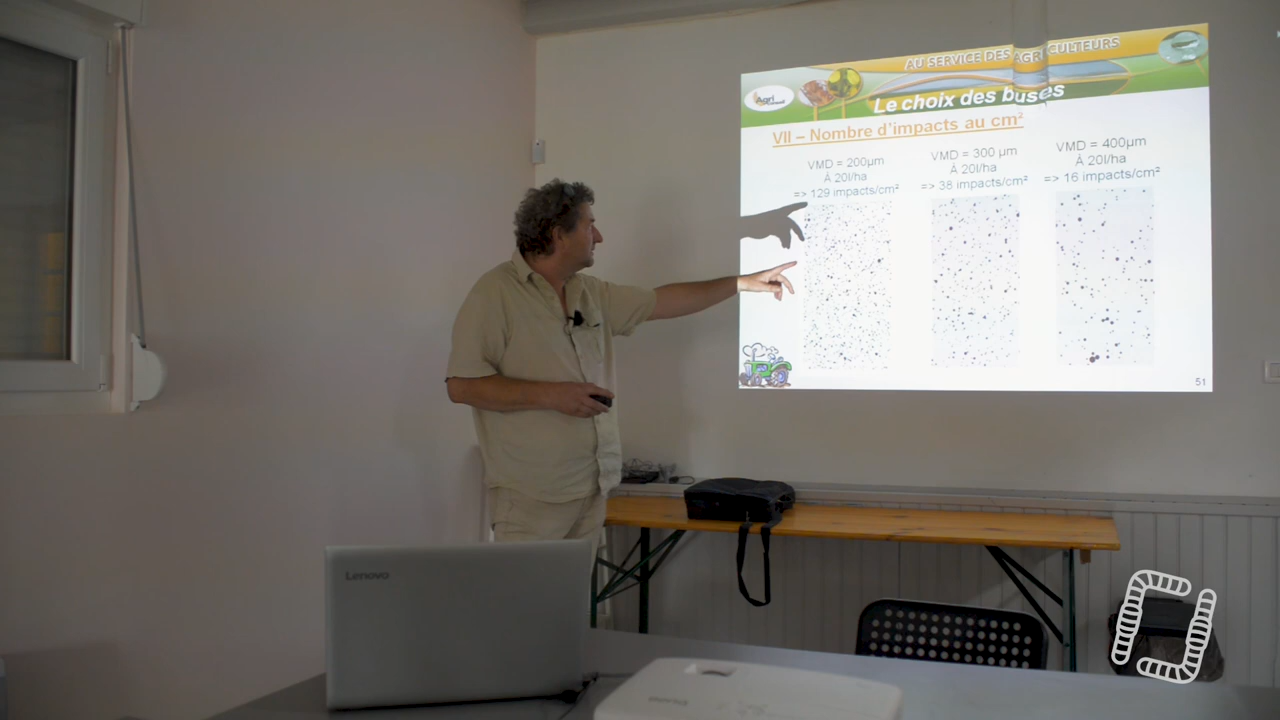 AU SERVICE DES AGRICULTEURS
Agri
Le choix des buses
VII – Nombre d'impacts au cm²
VMD = 200µm
À 20l/ha
=> 129 impacts/cm²
VMD = 300 µm
À 20l/ha
=> 38 impacts/cm²
VMD = 400µm
À 20l/ha
=> 16 impacts/cm²
51
Lenovo